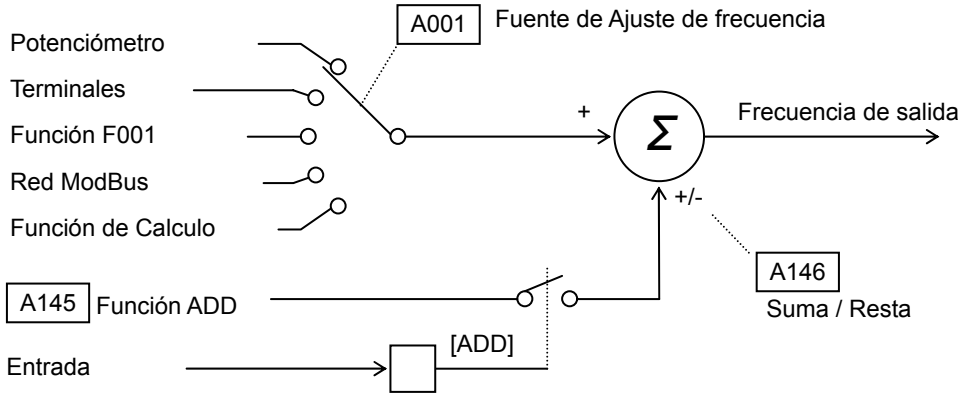 A001 Fuente de Ajuste de frecuencia
Potenciómetro
Terminales
Función F001
Red ModBus
Función de Calculo
+
Σ
Frecuencia de salida
+/-
A146
Suma / Resta
A145 Función ADD
[ADD]
Entrada